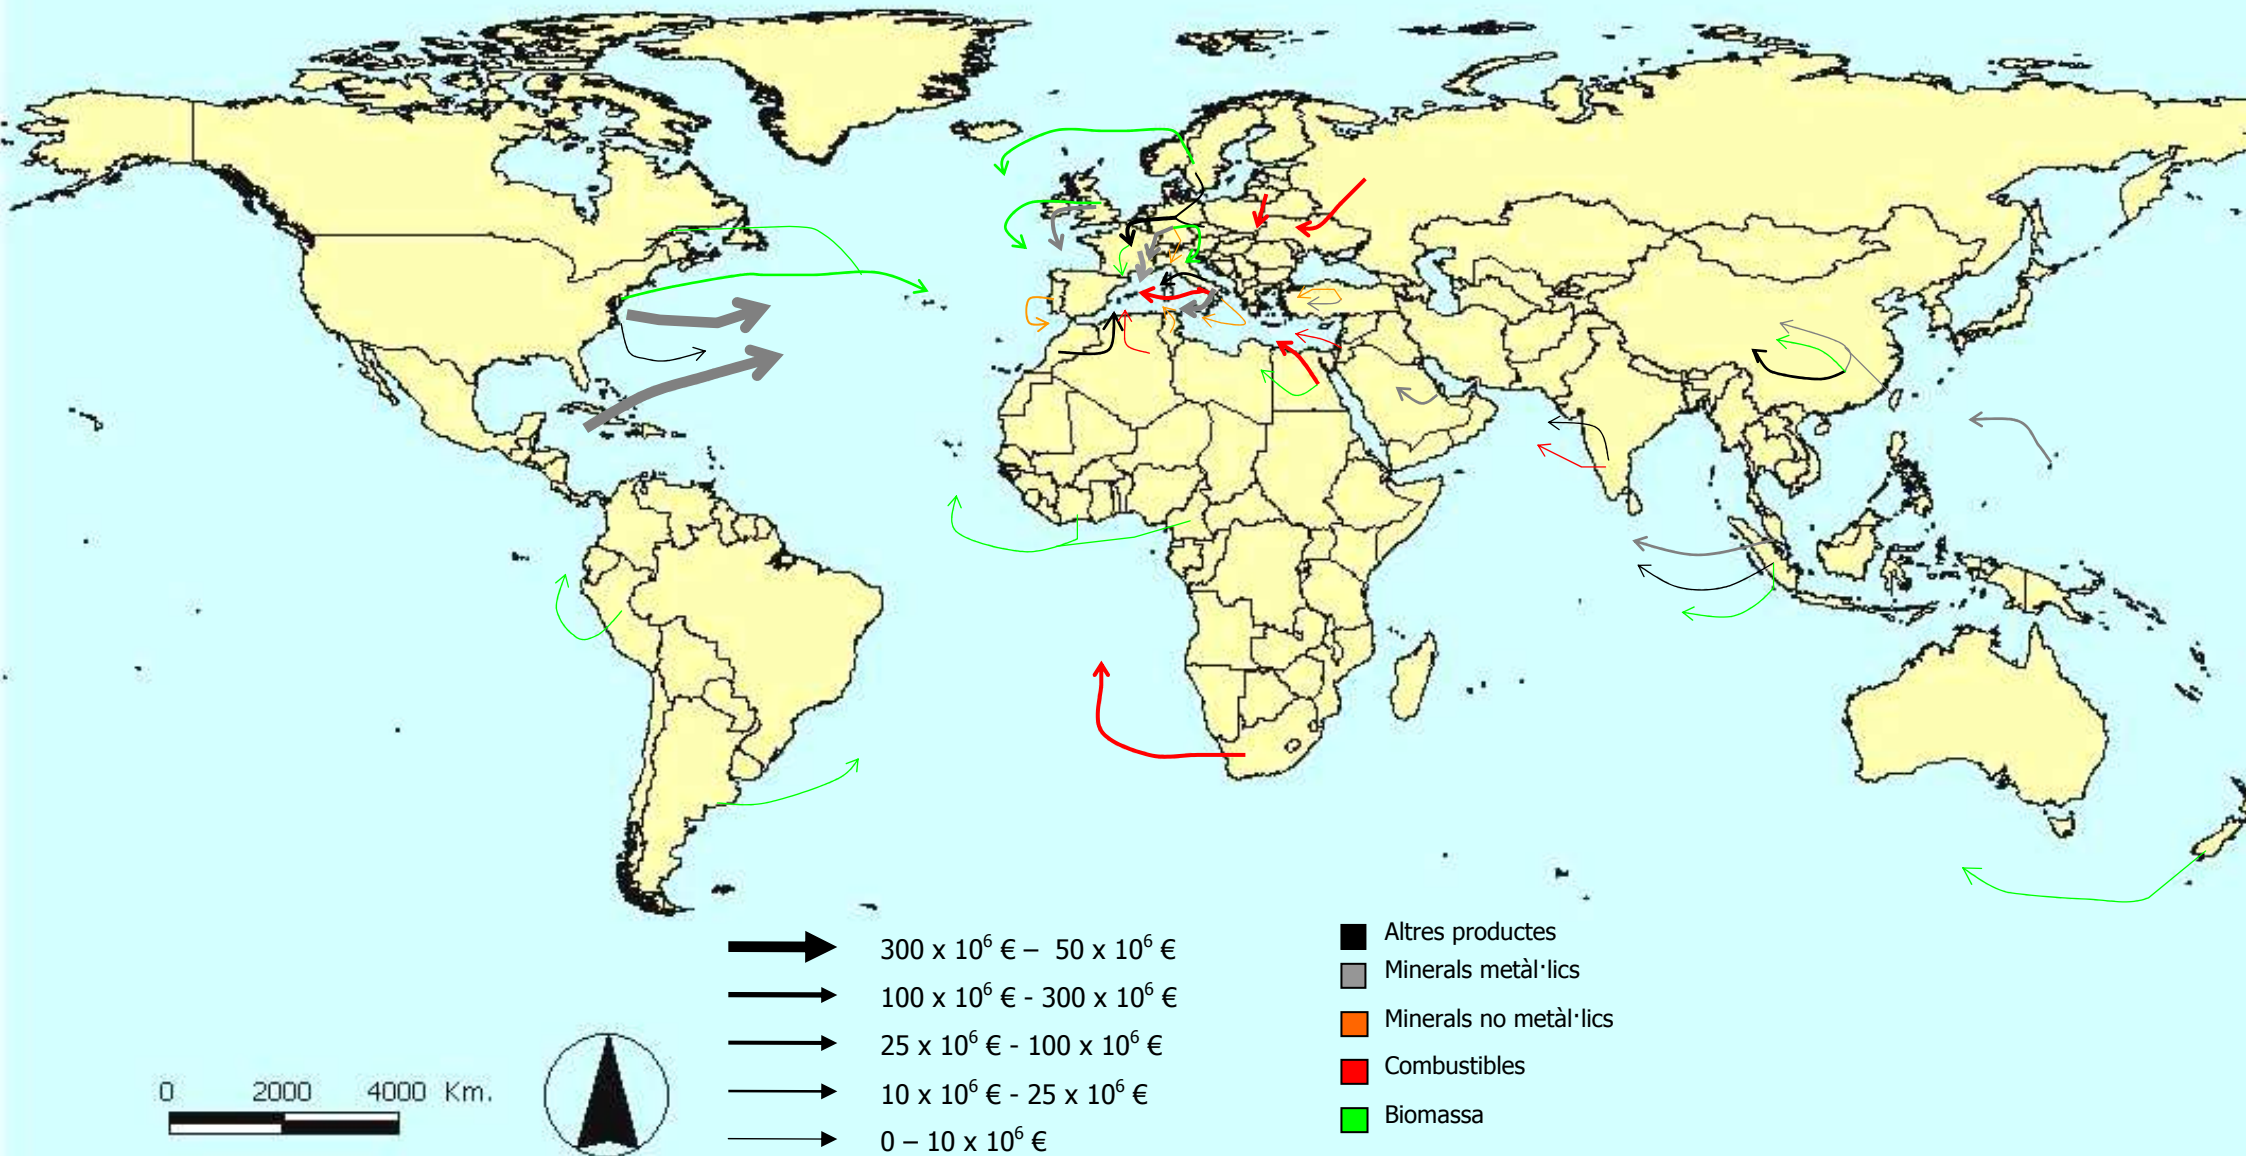 300 x 10⁶ € – 50 x 10⁶ €
100 x 10⁶ € - 300 x 10⁶ €
25 x 10⁶ € - 100 x 10⁶ €
10 x 10⁶ € - 25 x 10⁶ €
0 – 10 x 10⁶ €
Altres productes
Minerals metàl·lics
Minerals no metàl·lics
Combustibles
Biomassa
0 2000 4000 Km.